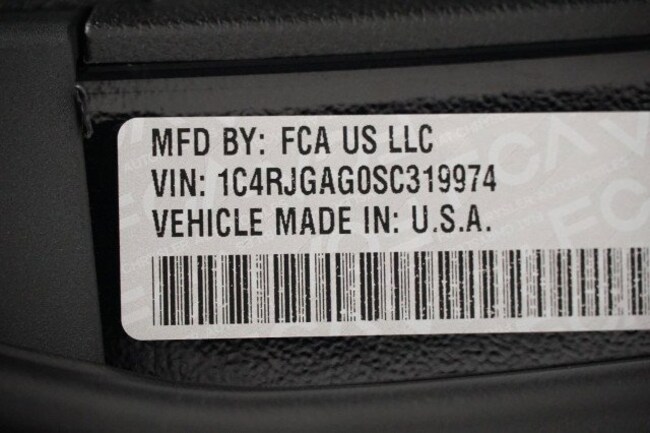 MFD BY: FCA US LLC
VIN: 1C4RJGAG0SC319974
VEHICLE MADE IN: U.S.A.